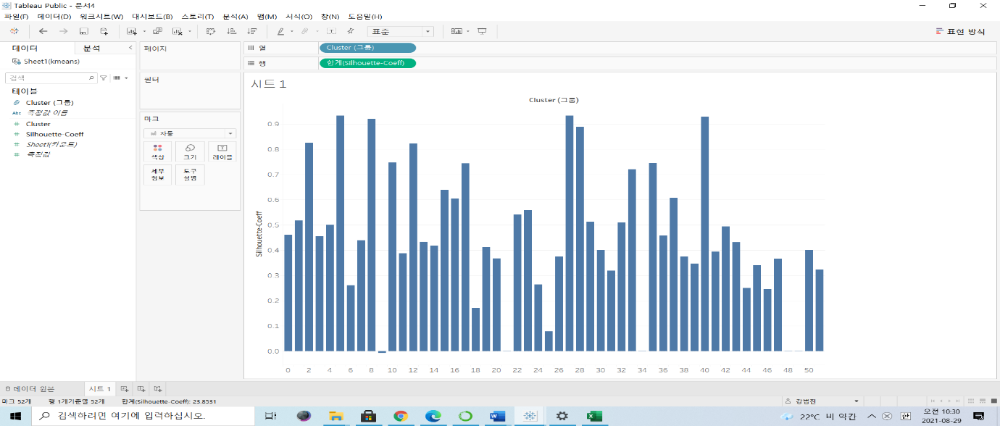 Tableau Public - 문서4
파일(F) 데이터(D) 워크시트(W) 대시보드(B) 스토리(T) 분석(A) 맵(M) 서식(O) 창(N) 도움말(H)
표준
표현 방식
데이터 분석
Sheet1(kmeans)
검색
테이블
Cluster (그룹)
Abc 측정값 이름
Cluster
Silhouette-Coeff
Sheet1(카운트)
측정값
페이지
필터
마크
자동
색상 크기 레이블
세부 정보
도구 설명
열 Cluster (그룹)
행 합계(Silhouette-Coeff)
시트 1
Cluster (그룹)
Silhouette-Coeff
0.9
0.8
0.7
0.6
0.5
0.4
0.3
0.2
0.1
0.0
0 2 4 6 8 10 12 14 16 18 20 22 24 26 28 30 32 34 36 38 40 42 44 46 48 50
데이터 원본 시트 1
마크 52개 행 1개기준열 52개 합계(Silhouette-Coeff): 23.8531
강범진
검색하려면 여기에 입력하십시오.
22°C 비 약간
한
오전 10:30
2021-08-29